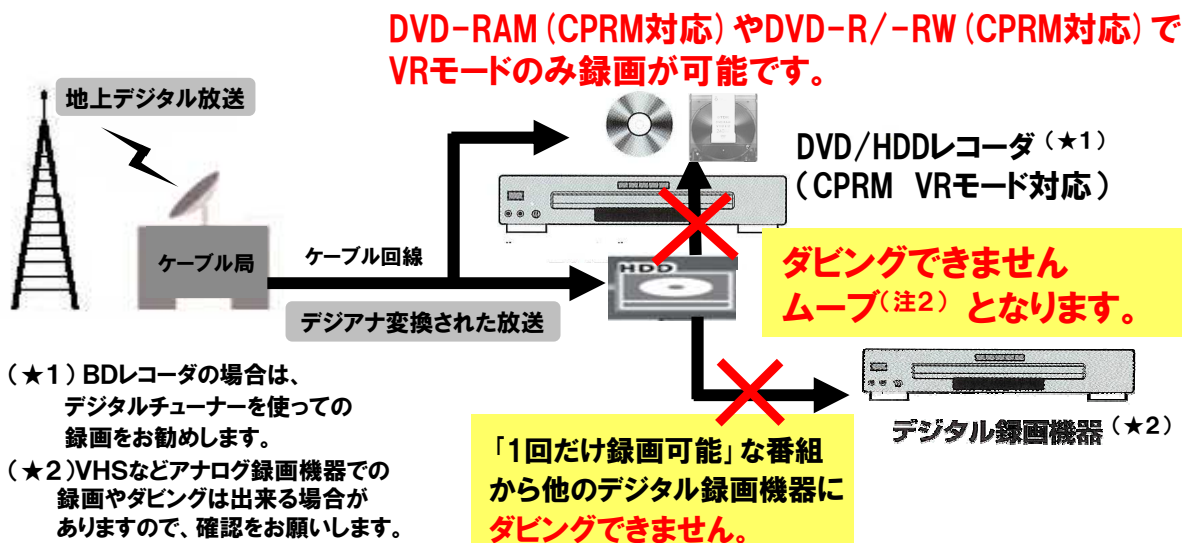 DVD-RAM(CPRM対応)やDVD-R/-RW(CPRM対応)で
VRモードのみ録画が可能です。
地上デジタル放送
DVD/HDDレコーダ(★1)
(CPRM VRモード対応)
ケーブル局
ケーブル回線
HDD
デジアナ変換された放送
ダビングできません
ムーブ(注2)となります。
(★1)BDレコーダの場合は、
デジタルチューナーを使っての
録画をお勧めします。
(★2)VHSなどアナログ録画機器での
録画やダビングは出来る場合が
ありますので、確認をお願いします。
「1回だけ録画可能」な番組
から他のデジタル録画機器に
ダビングできません。
デジタル録画機器(★2)